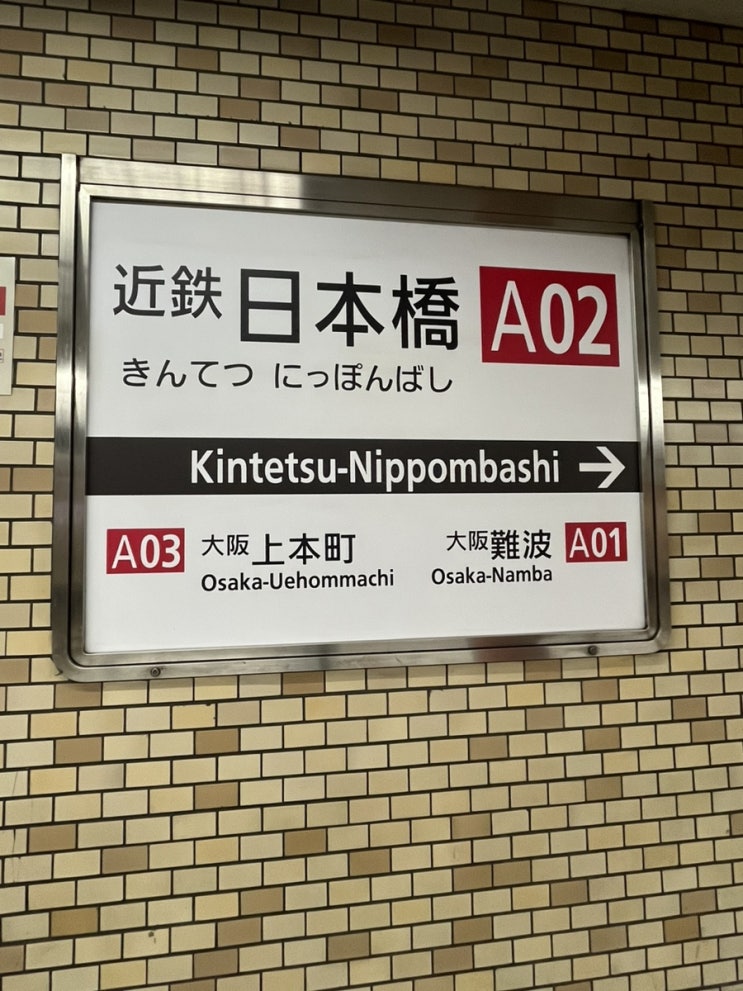 近鉄日本橋 A02
きんてつ にっぽんばし
Kintetsu-Nippombashi →
A03 大阪上本町
Osaka-Uehommachi
大阪難波 A01
Osaka-Namba